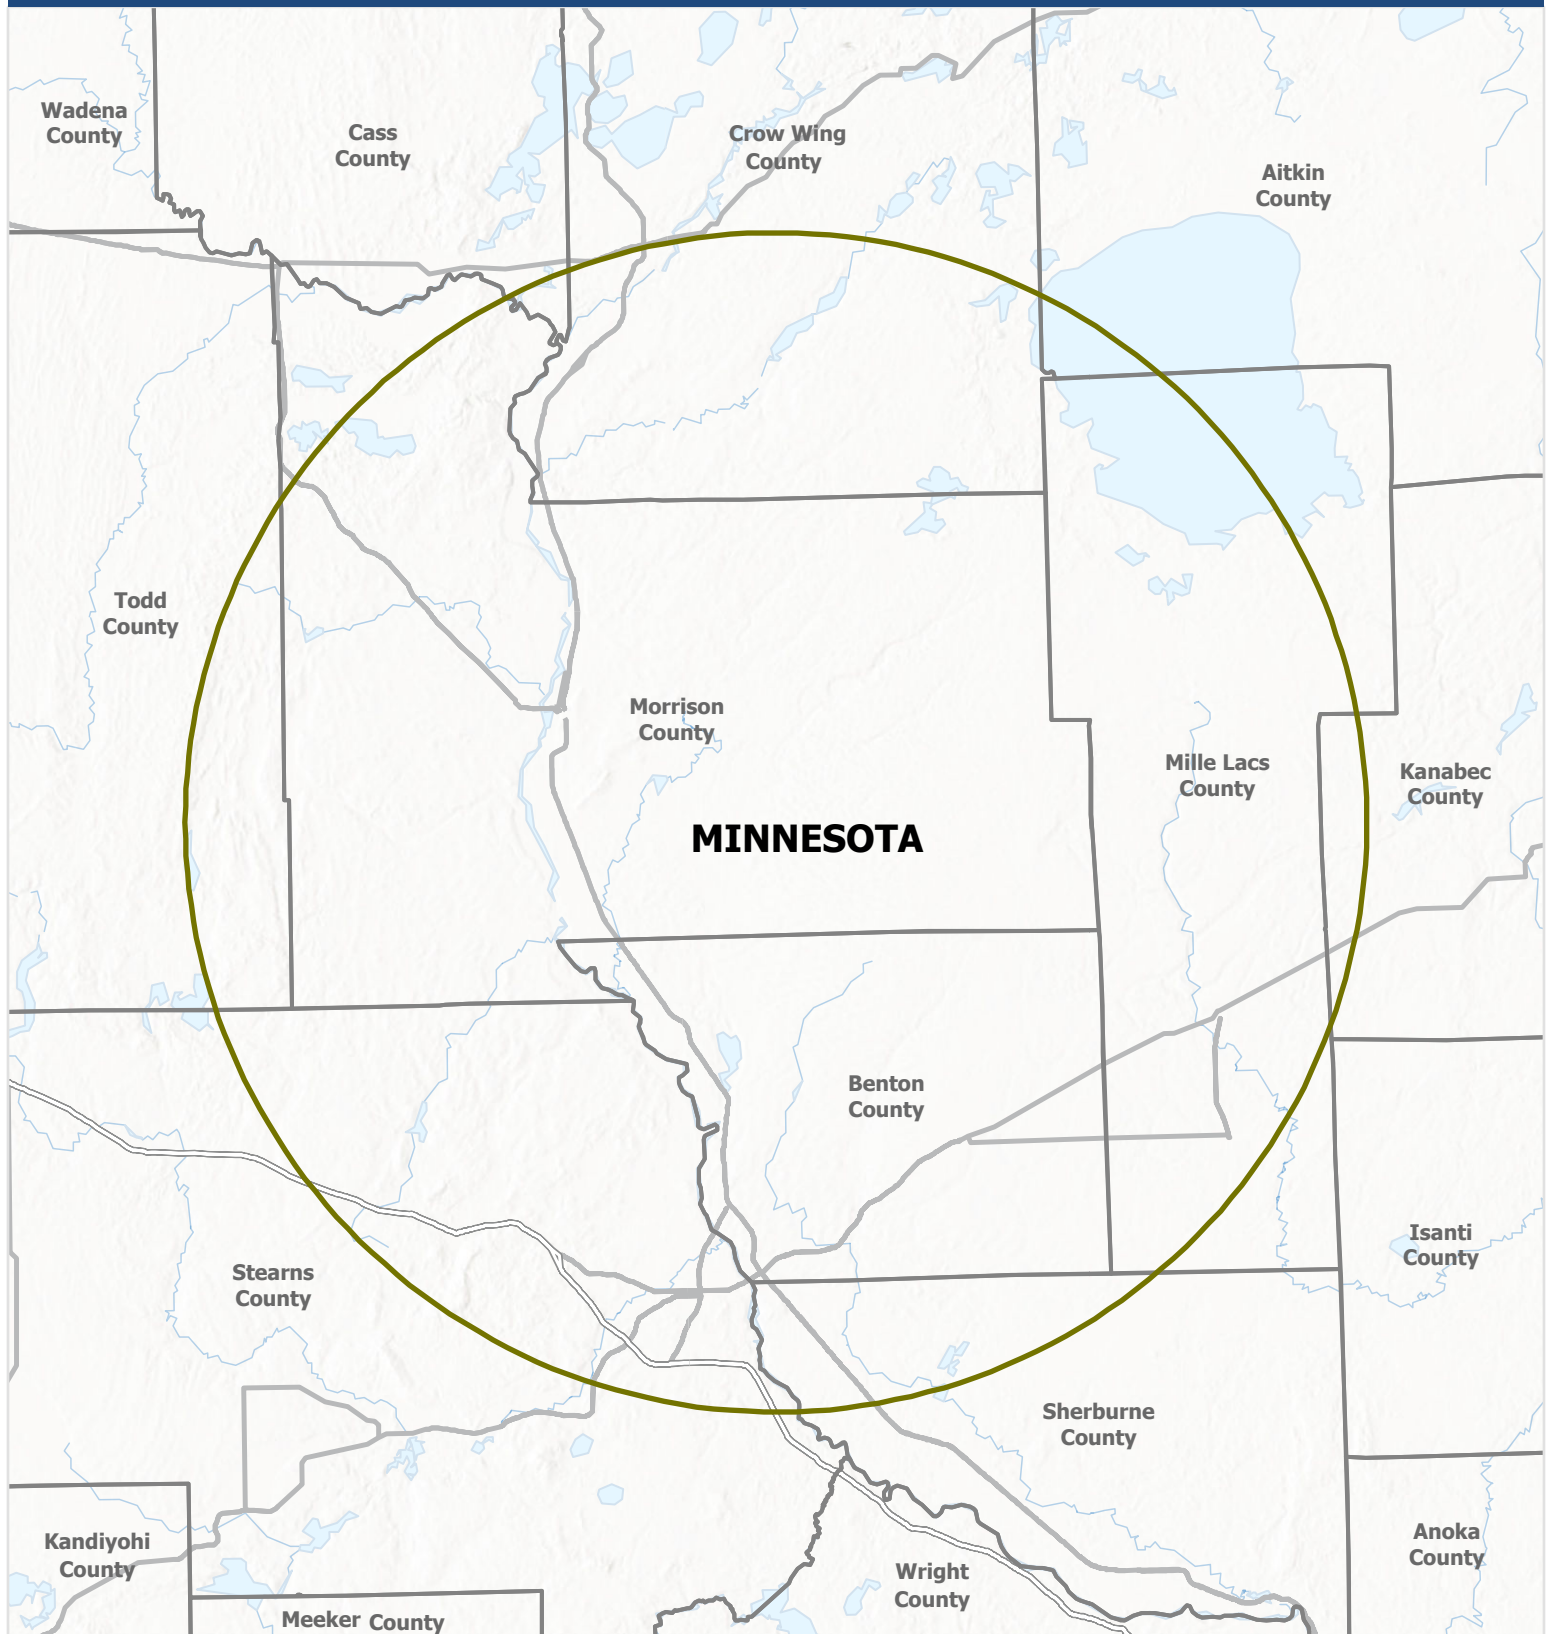 Wadena
County
Cass
County
Crow Wing
County
Aitkin
County
Todd
County
Morrison
County
Mille Lacs
County
Kanabec
County
MINNESOTA
Benton
County
Isanti
County
Stearns
County
Sherburne
County
Kandiyohi
County
Anoka
County
Wright
County
Meeker County